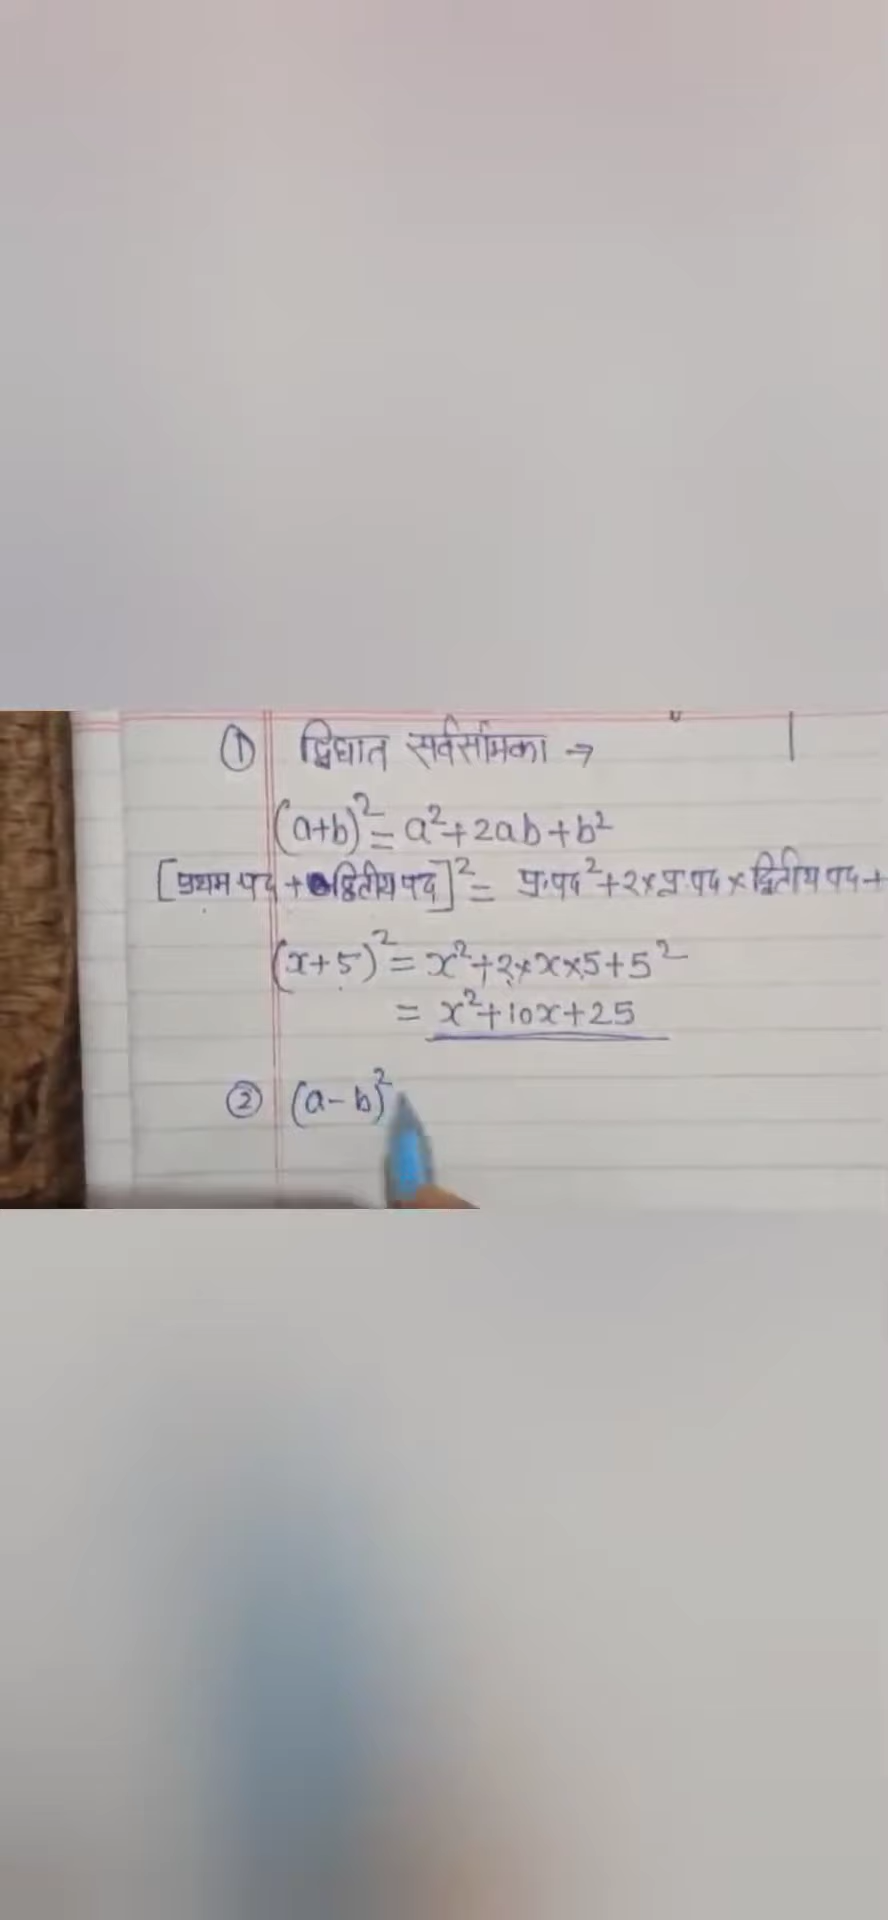 ① द्विघात सर्वसमिका →
(a+b)² = a²+2ab+b²
[प्रथम पद + द्वितीय पद]² = प्र.पद²+2×प्र.पद×द्वितीय पद+
(x+5)² = x²+2×x×5+5²
= x²+10x+25
② (a-b)²